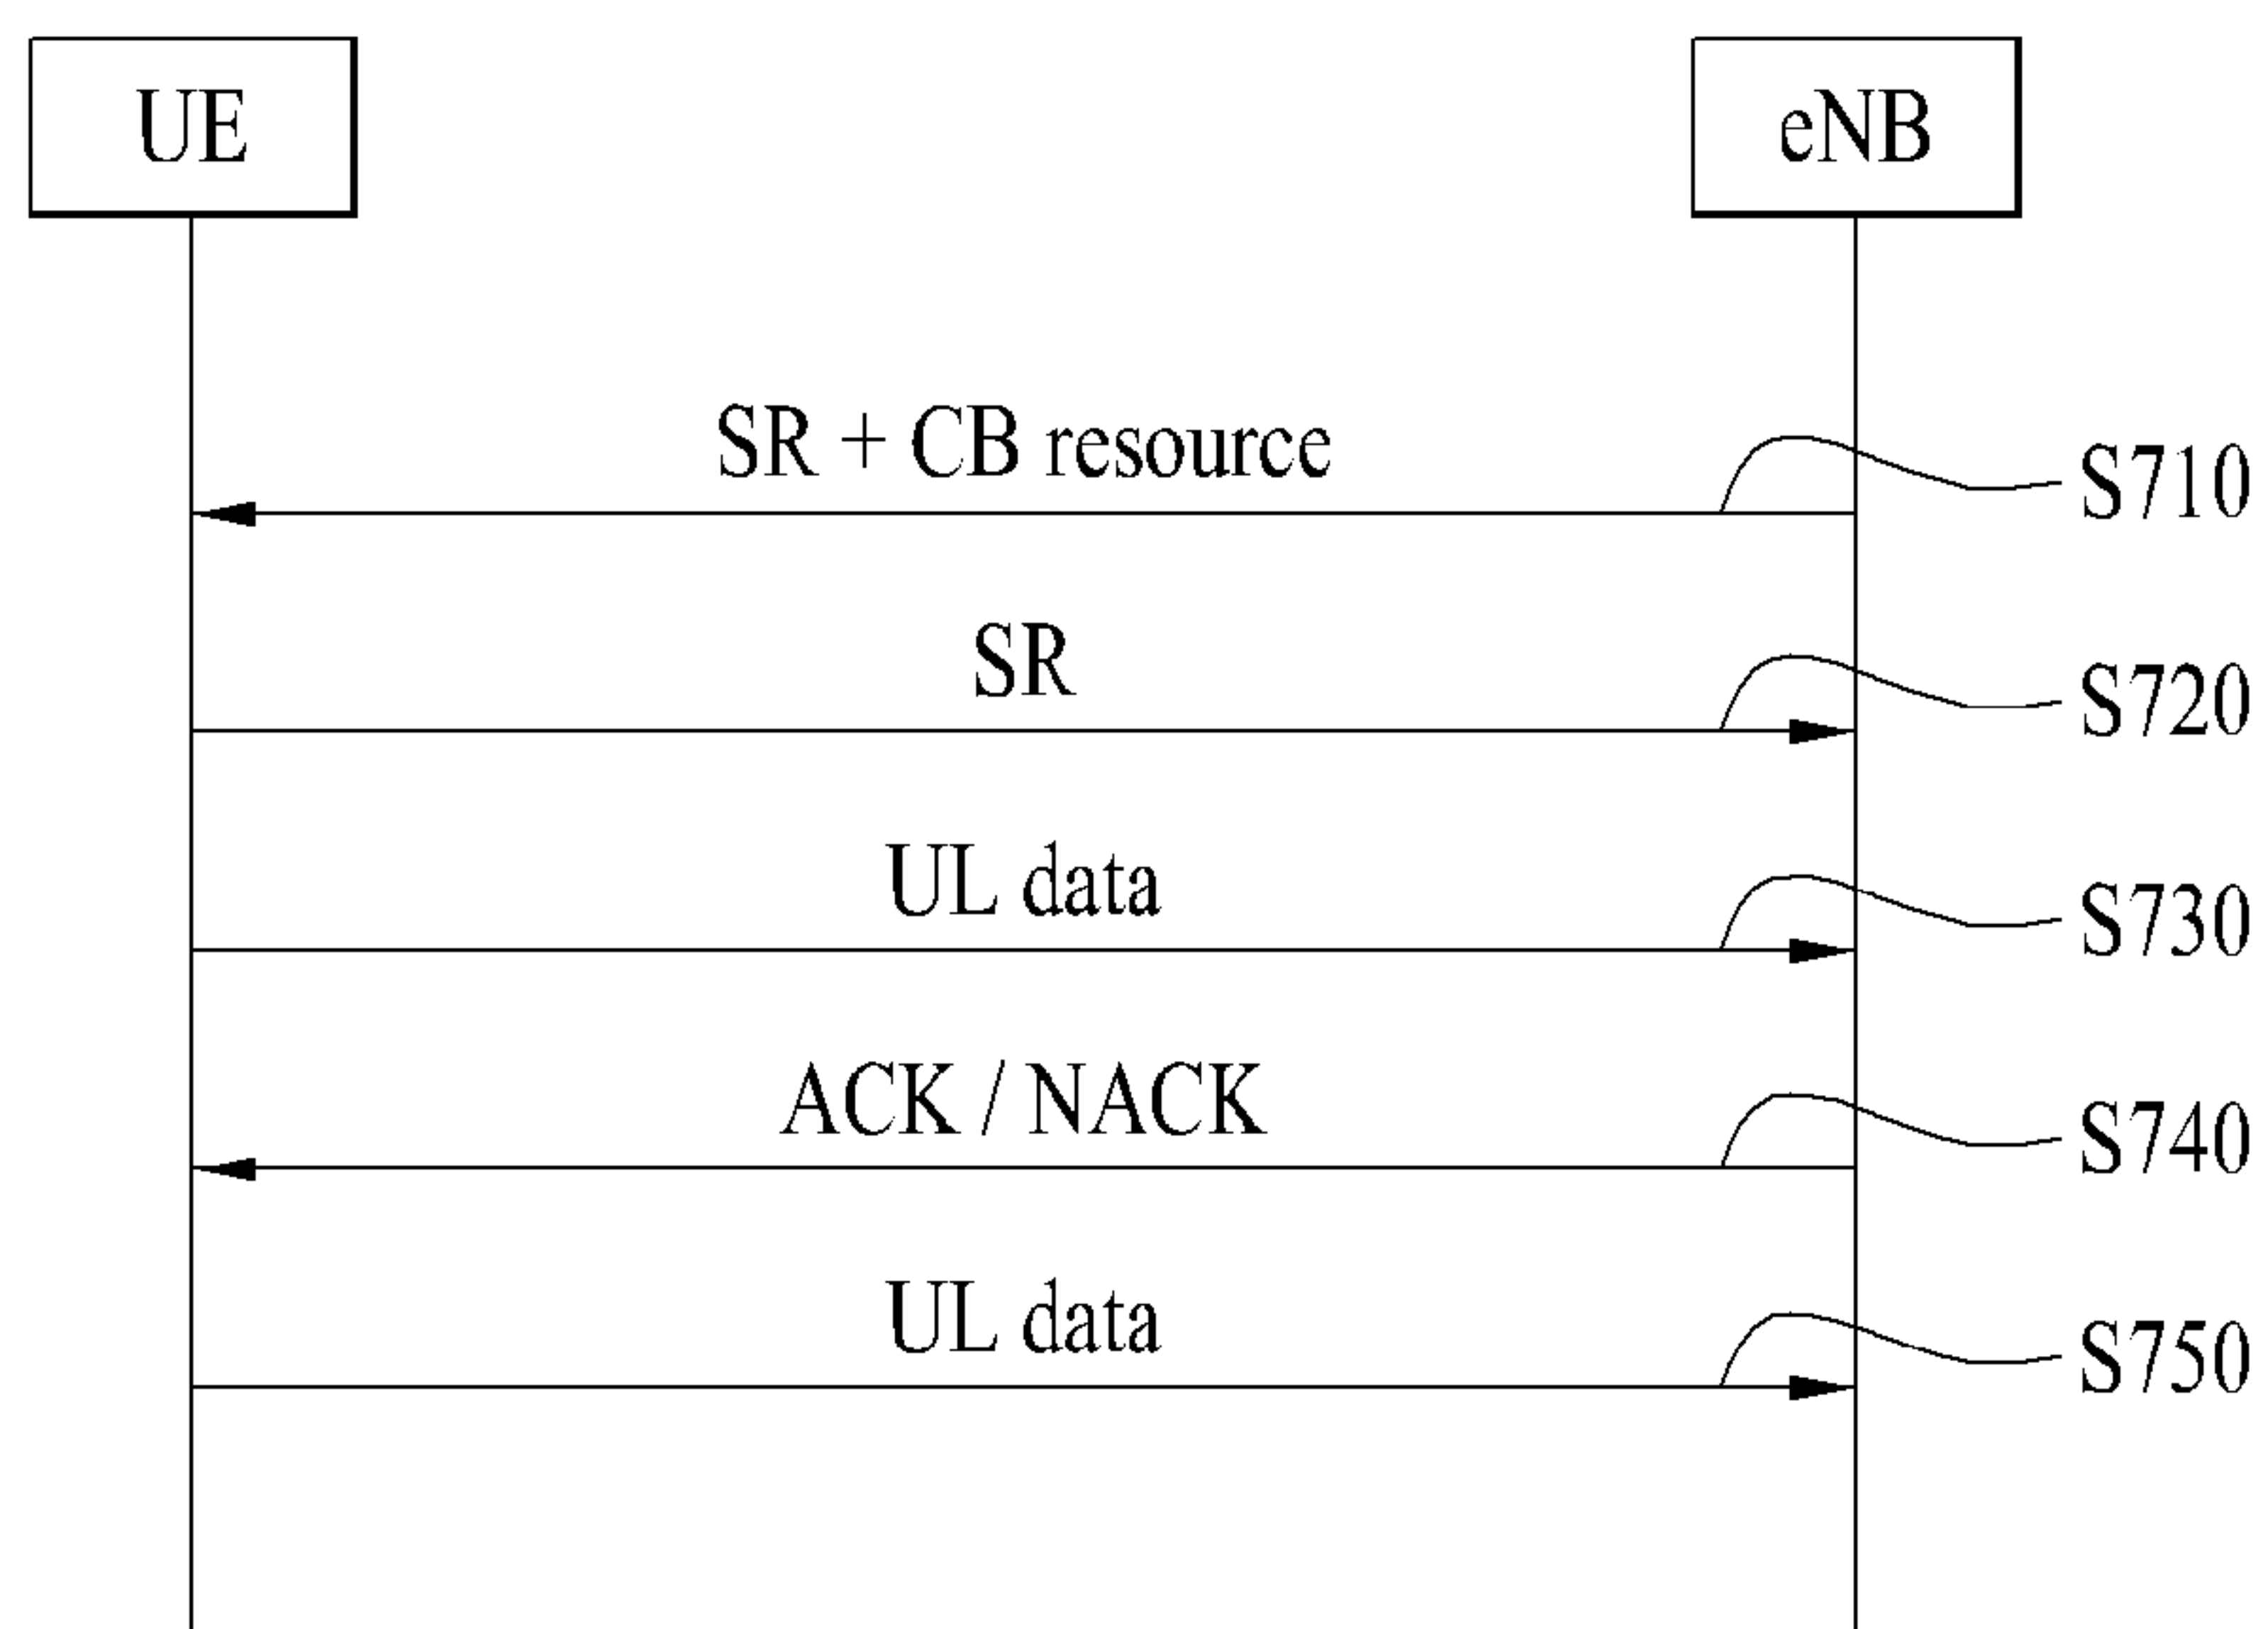 UE
eNB
SR + CB resource
S710
SR
S720
UL data
S730
ACK / NACK
S740
UL data
S750